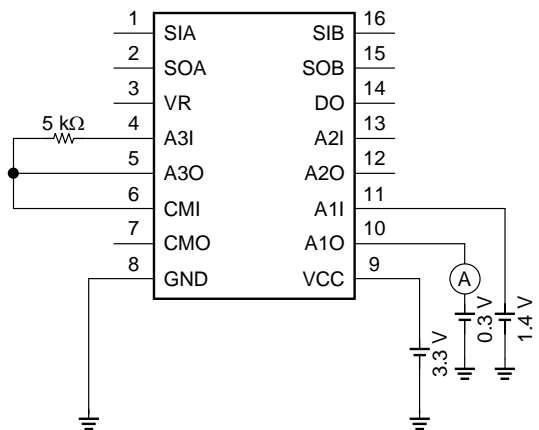 1 SIA SIB 16
2 SOA SOB 15
3 VR DO 14
5 kΩ 4 A3I A2I 13
5 A3O A2O 12
6 CMI A1I 11
7 CMO A1O 10
8 GND VCC 9
A
3.3 V
0.3 V
1.4 V